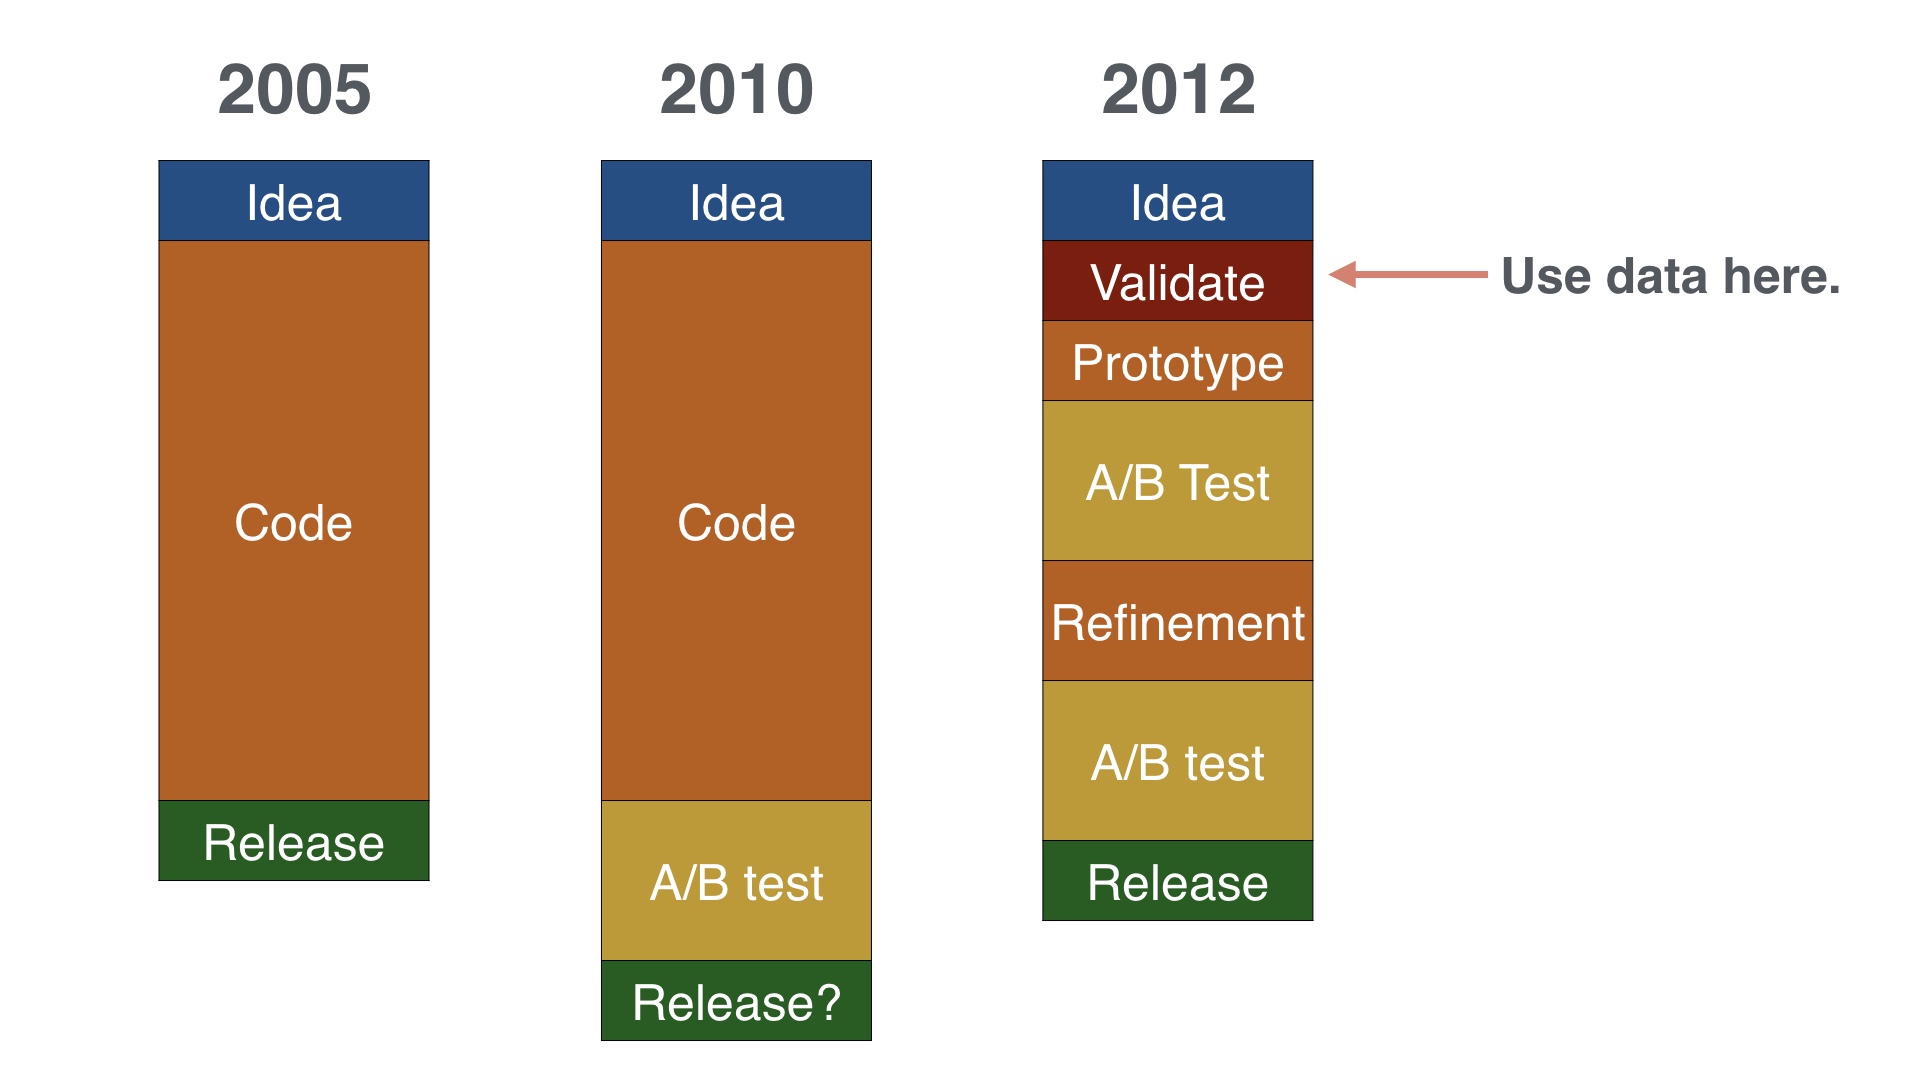 2005
Idea
Code
Release
2010
Idea
Code
A/B test
Release?
2012
Idea
Validate
Prototype
A/B Test
Refinement
A/B test
Release
Use data here.